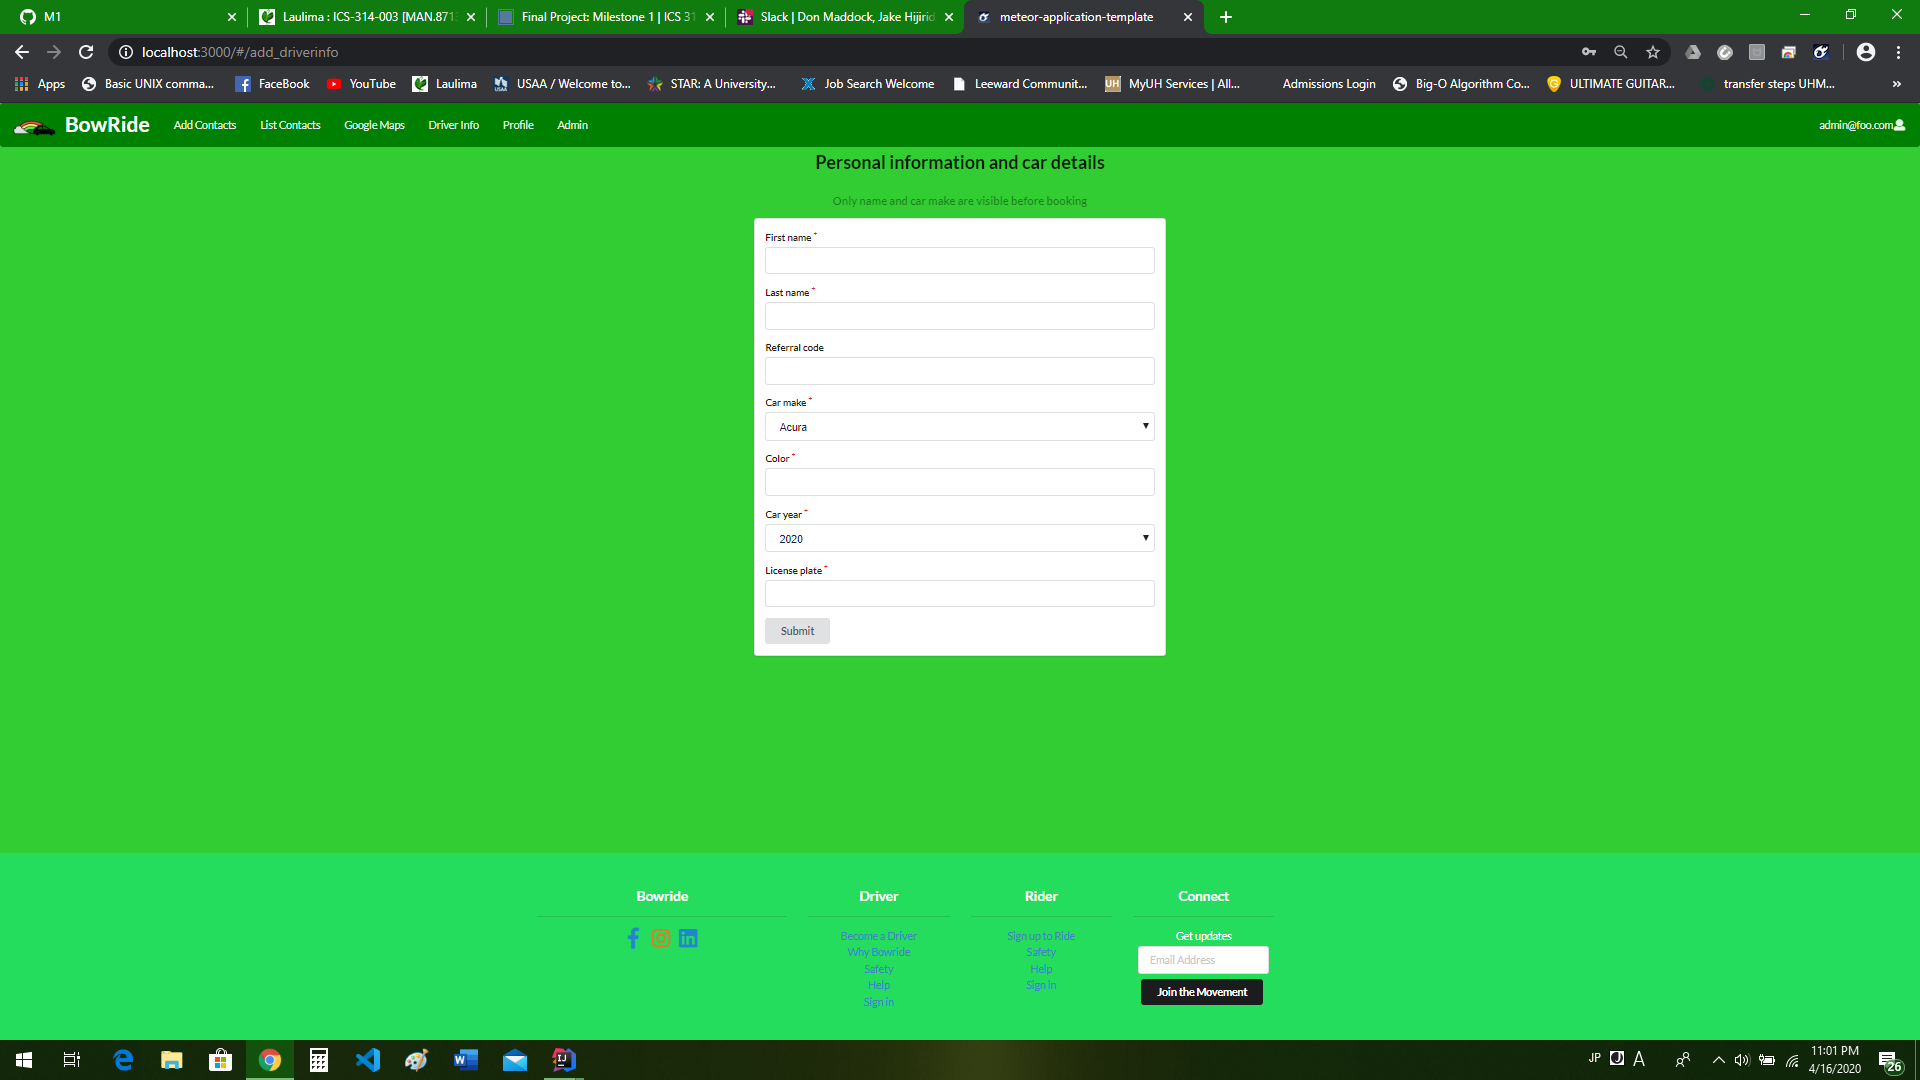 M1
Laulima : ICS-314-003 [MAN.871
Final Project: Milestone 1 | ICS 31
Slack | Don Maddock, Jake Hijirid
meteor-application-template
localhost:3000/#/add_driverinfo
Apps
Basic UNIX comma...
FaceBook
YouTube
Laulima
USAA / Welcome to...
STAR: A University...
Job Search Welcome
Leeward Communit...
MyUH Services | All...
Admissions Login
Big-O Algorithm Co...
ULTIMATE GUITAR...
transfer steps UHM...
»
BowRide
Add Contacts
List Contacts
Google Maps
Driver Info
Profile
Admin
admin@foo.com
Personal information and car details
Only name and car make are visible before booking
First name *
Last name *
Referral code
Car make *
Acura
Color *
Car year *
2020
License plate *
Submit
Bowride
Driver
Become a Driver
Why Bowride
Safety
Help
Sign in
Rider
Sign up to Ride
Safety
Help
Sign in
Connect
Get updates
Email Address
Join the Movement
JP
A
11:01 PM
4/16/2020
26